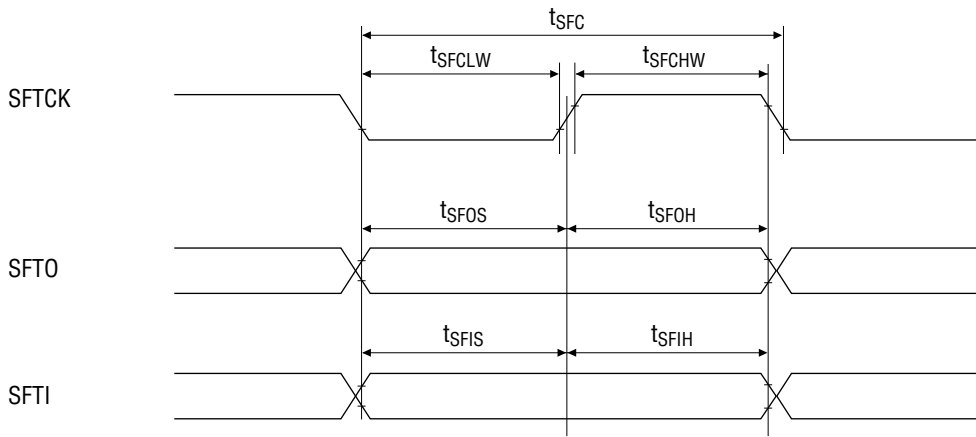 tSFC
tSFCLW tSFCHW
SFTCK
tSFOS tSFOH
SFTO
tSFIS tSFIH
SFTI